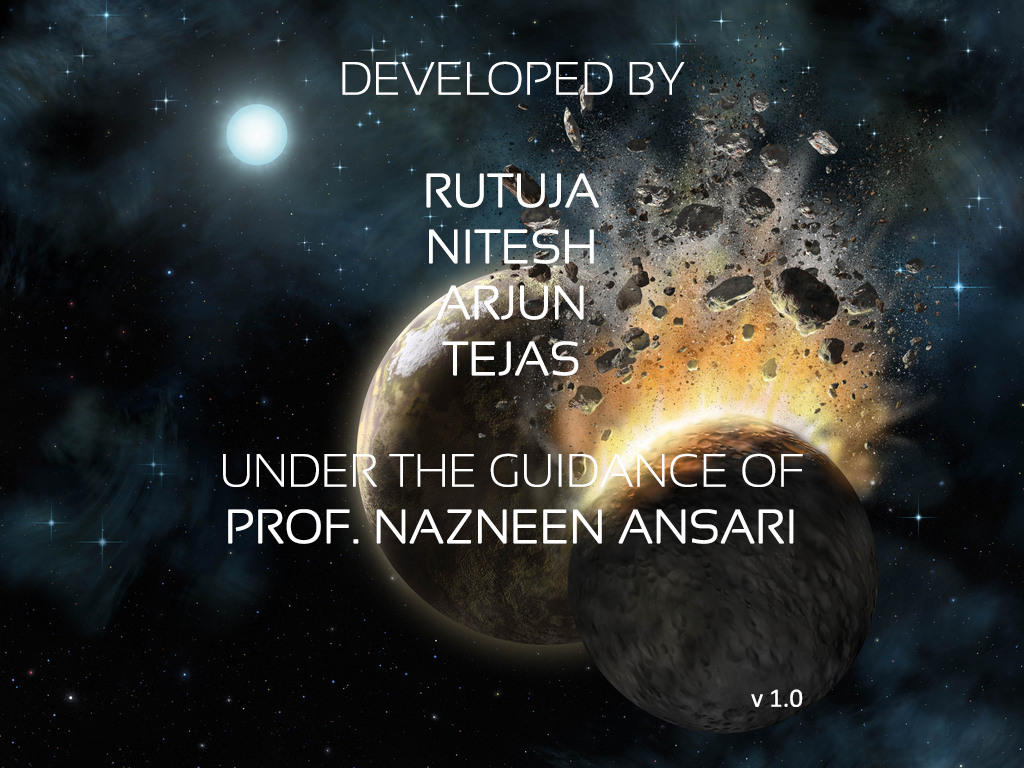 DEVELOPED BY
RUTUJA
NITESH
ARJUN
TEJAS
UNDER THE GUIDANCE OF
PROF. NAZNEEN ANSARI
v 1.0